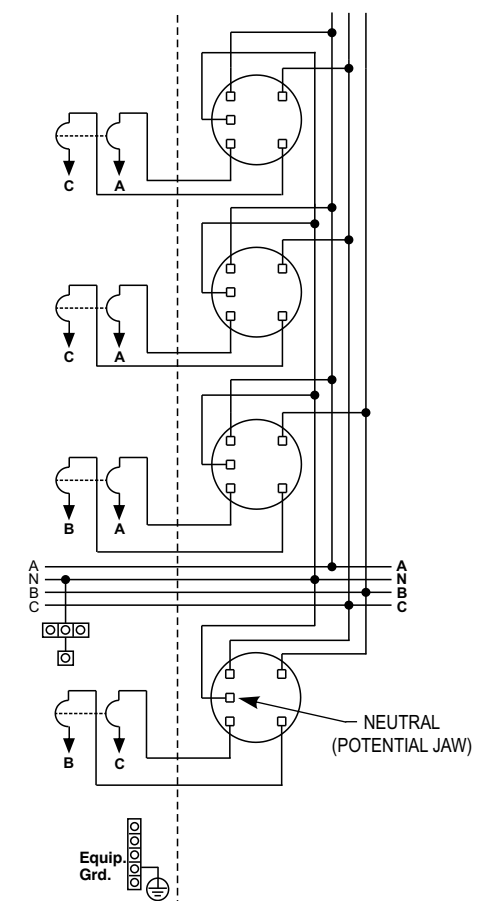 C A
C A
B A
A A
N N
B B
C C
NEUTRAL
(POTENTIAL JAW)
B C
Equip.
Grd.